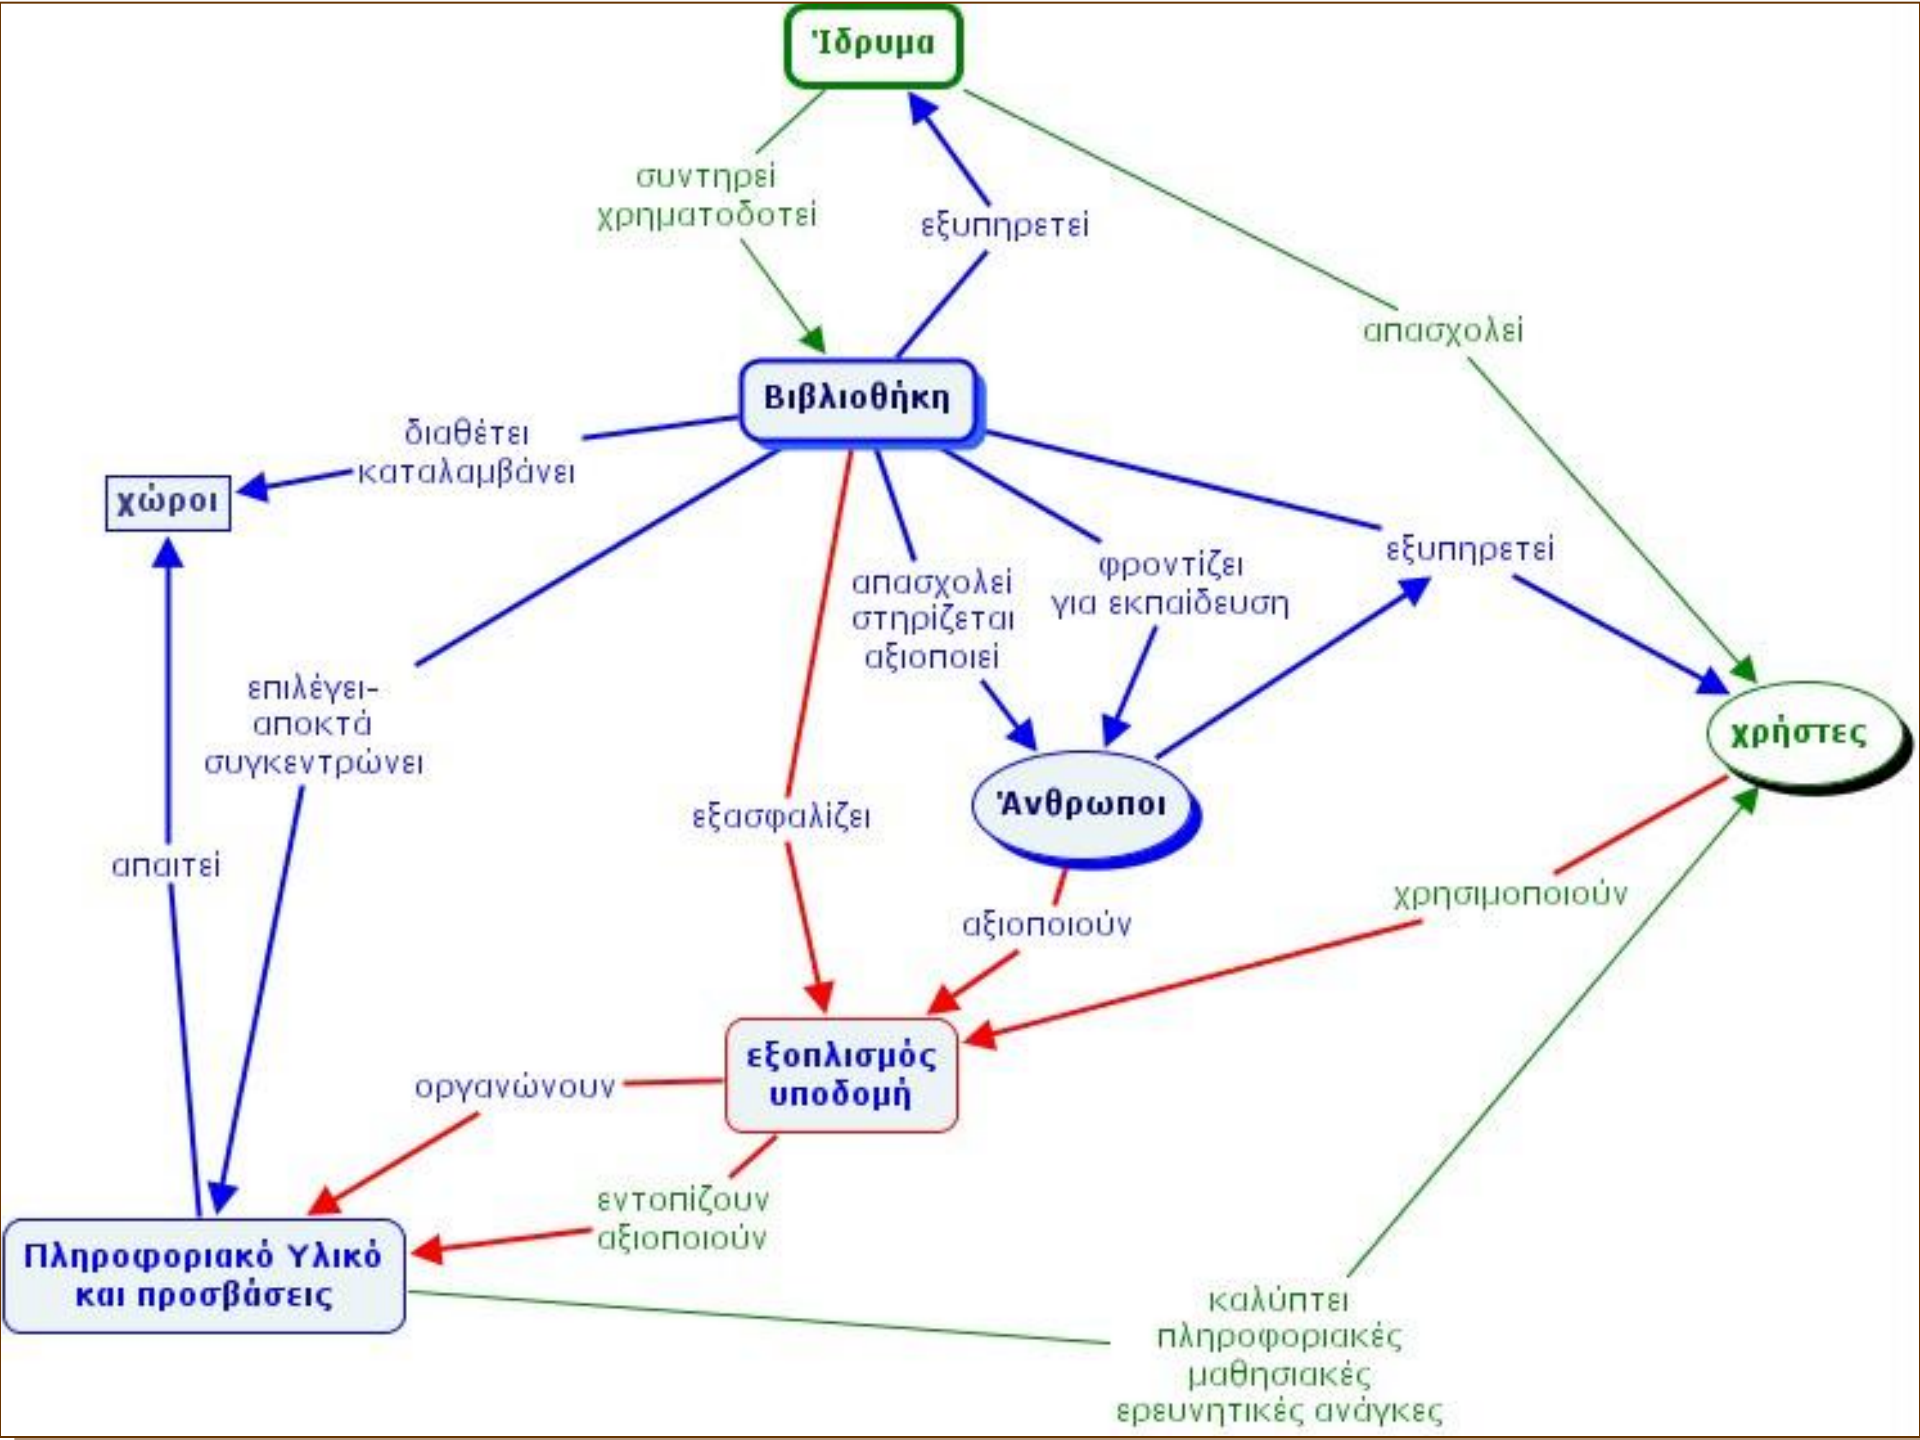 Ίδρυμα
συντηρεί
χρηματοδοτεί
εξυπηρετεί
απασχολεί
Βιβλιοθήκη
διαθέτει
καταλαμβάνει
χώροι
απασχολεί
στηρίζεται
αξιοποιεί
φροντίζει
για εκπαίδευση
εξυπηρετεί
επιλέγει-
αποκτά
συγκεντρώνει
χρήστες
εξασφαλίζει
Άνθρωποι
απαιτεί
αξιοποιούν
χρησιμοποιούν
εξοπλισμός
υποδομή
οργανώνουν
εντοπίζουν
αξιοποιούν
Πληροφοριακό Υλικό
και προσβάσεις
καλύπτει
πληροφοριακές
μαθησιακές
ερευνητικές ανάγκες